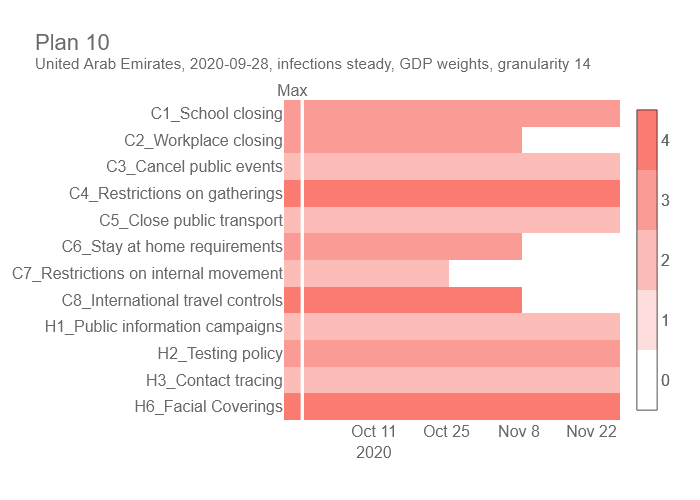 Plan 10
United Arab Emirates, 2020-09-28, infections steady, GDP weights, granularity 14
Max
C1_School closing
C2_Workplace closing
C3_Cancel public events
C4_Restrictions on gatherings
C5_Close public transport
C6_Stay at home requirements
C7_Restrictions on internal movement
C8_International travel controls
H1_Public information campaigns
H2_Testing policy
H3_Contact tracing
H6_Facial Coverings
4
3
2
1
0
Oct 11 Oct 25 Nov 8 Nov 22
2020